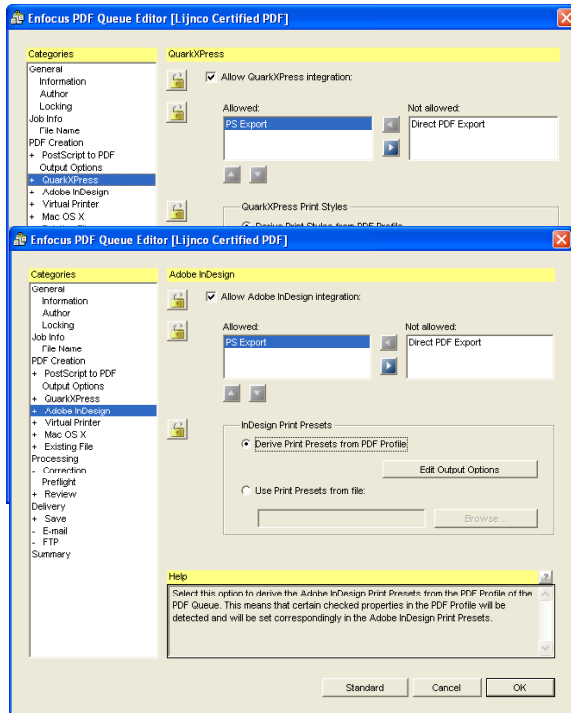 Enfocus PDF Queue Editor [Lijnco Certified PDF]
Categories
General
Information
Author
Locking
Job Info
File Name
PDF Creation
+ PostScript to PDF
Output Options
+ QuarkXPress
+ Adobe InDesign
+ Virtual Printer
+ Mac OS X
QuarkXPress
Allow QuarkXPress integration:
Allowed:
PS Export
Not allowed:
Direct PDF Export
QuarkXPress Print Styles
Derive Print Styles from PDF Profile
Enfocus PDF Queue Editor [Lijnco Certified PDF]
Categories
General
Information
Author
Locking
Job Info
File Name
PDF Creation
+ PostScript to PDF
Output Options
+ QuarkXPress
+ Adobe InDesign
+ Virtual Printer
+ Mac OS X
+ Existing File
Processing
- Correction
Preflight
+ Review
Delivery
+ Save
- E-mail
- FTP
Summary
Adobe InDesign
Allow Adobe InDesign integration:
Allowed:
PS Export
Not allowed:
Direct PDF Export
InDesign Print Presets
Derive Print Presets from PDF Profile
Edit Output Options
Use Print Presets from file:
Browse...
Help
?
Select this option to derive the Adobe InDesign Print Presets from the PDF Profile of the
PDF Queue. This means that certain checked properties in the PDF Profile will be
detected and will be set correspondingly in the Adobe InDesign Print Presets.
Standard
Cancel
OK